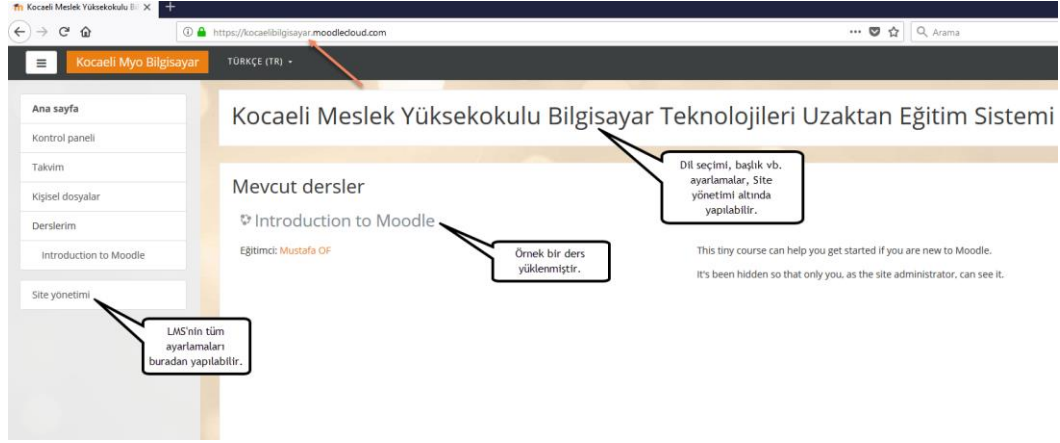 Kocaeli Meslek Yüksekokulu Bil
https://kocaelibilgisayar.moodlecloud.com
Arama
Kocaeli Myo Bilgisayar
TÜRKÇE (TR)
Ana sayfa
Kontrol paneli
Takvim
Kişisel dosyalar
Derslerim
Introduction to Moodle
Site yönetimi
LMS'nin tüm
ayarlamaları
buradan yapılabilir.
Kocaeli Meslek Yüksekokulu Bilgisayar Teknolojileri Uzaktan Eğitim Sistemi
Dil seçimi, başlık vb.
ayarlamalar, Site
yönetimi altında
yapılabilir.
Mevcut dersler
Introduction to Moodle
Eğitimci: Mustafa OF
Örnek bir ders
yüklenmiştir.
This tiny course can help you get started if you are new to Moodle.
It's been hidden so that only you, as the site administrator, can see it.